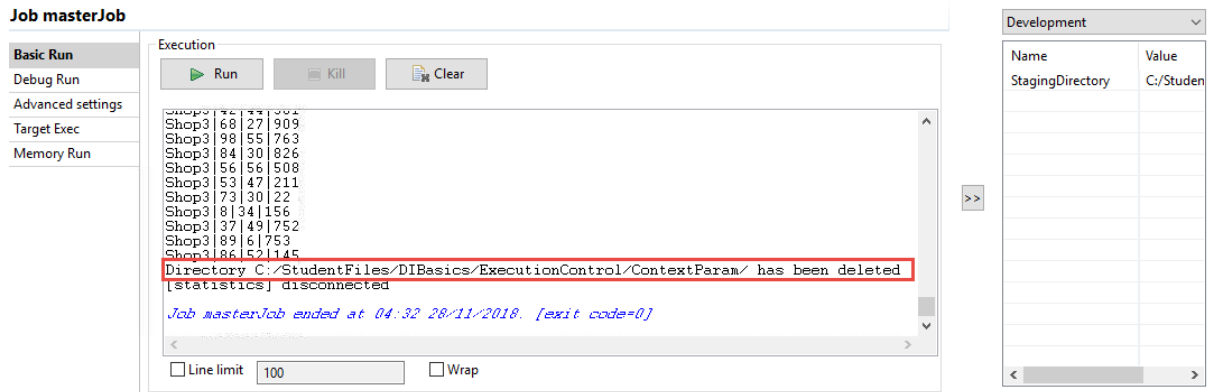 Job masterJob
Basic Run
Debug Run
Advanced settings
Target Exec
Memory Run
Execution
Run
Kill
Clear
Shop3|68|27|909
Shop3|98|55|763
Shop3|84|30|826
Shop3|56|56|508
Shop3|53|47|211
Shop3|73|30|22
Shop3|8|34|156
Shop3|37|49|752
Shop3|89|6|753
Shop3|86|52|145
Directory C:/StudentFiles/DIBasics/ExecutionControl/ContextParam/ has been deleted
[statistics] disconnected
Job masterJob ended at 04:32 28/11/2018. [exit code=0]
Line limit
100
Wrap
>>
Development
Name Value
StagingDirectory C:/Studen